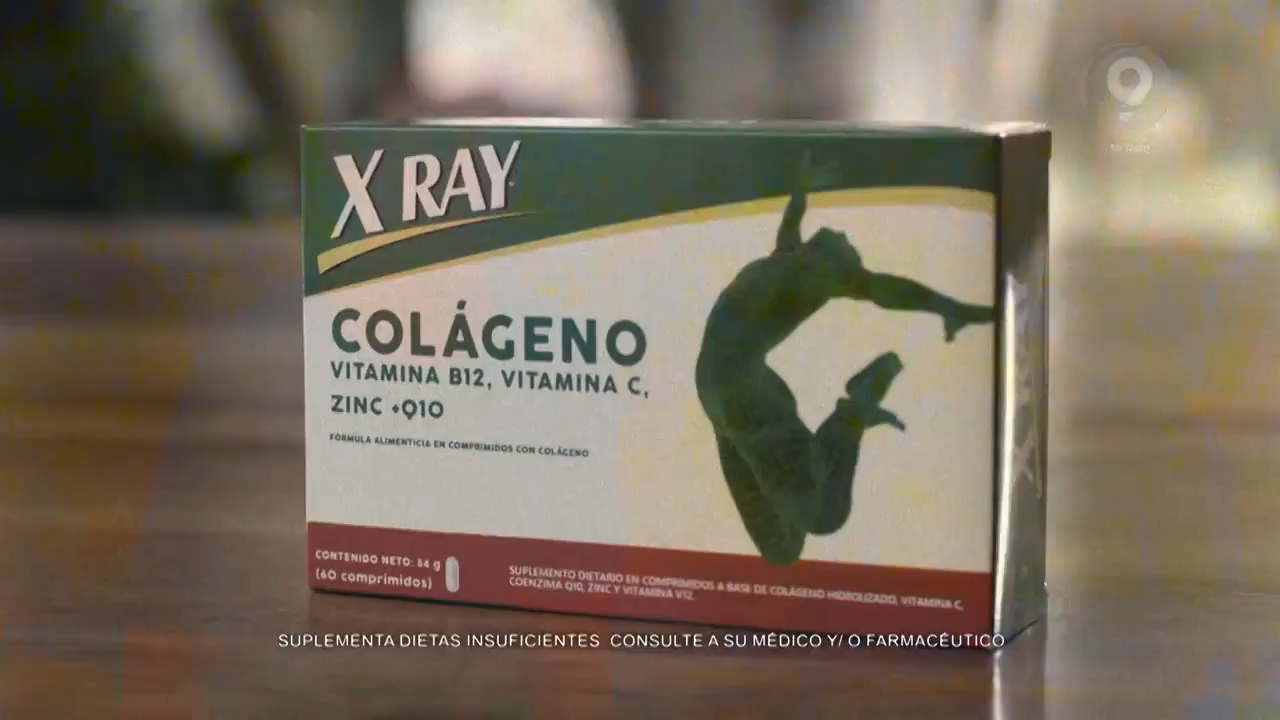 X RAY
COLÁGENO
VITAMINA B12, VITAMINA C,
ZINC +Q10
FÓRMULA ALIMENTICIA EN COMPRIMIDOS CON COLÁGENO
CONTENIDO NETO: 84 g
(60 comprimidos)
SUPLEMENTO DIETARIO EN COMPRIMIDOS A BASE DE COLÁGENO HIDROLIZADO, VITAMINA C,
COENZIMA Q10, ZINC Y VITAMINA V12.
SUPLEMENTA DIETAS INSUFICIENTES CONSULTE A SU MÉDICO Y/ O FARMACÉUTICO
9